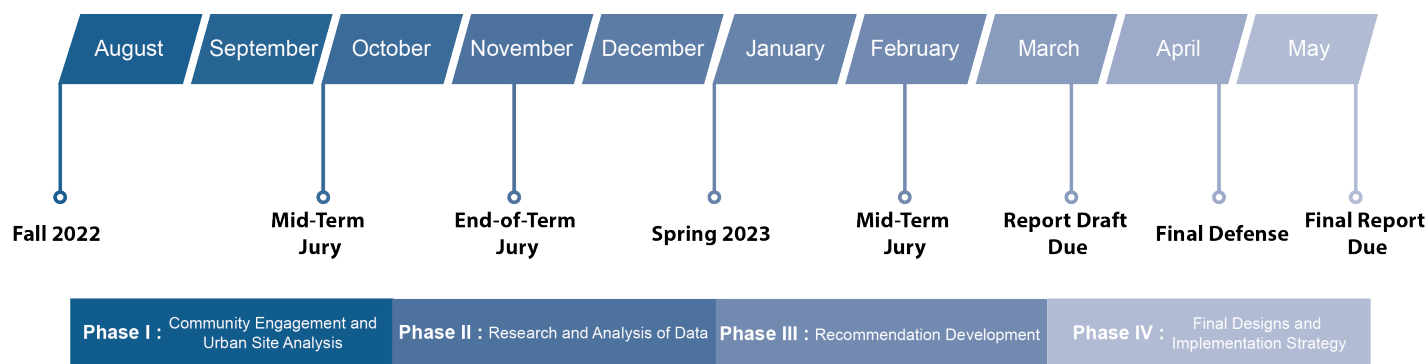 August September October November December January February March April May
Fall 2022
Mid-Term
Jury
End-of-Term
Jury
Spring 2023
Mid-Term
Jury
Report Draft
Due
Final Defense
Final Report
Due
Phase I : Community Engagement and
Urban Site Analysis
Phase II : Research and Analysis of Data
Phase III : Recommendation Development
Phase IV : Final Designs and
Implementation Strategy